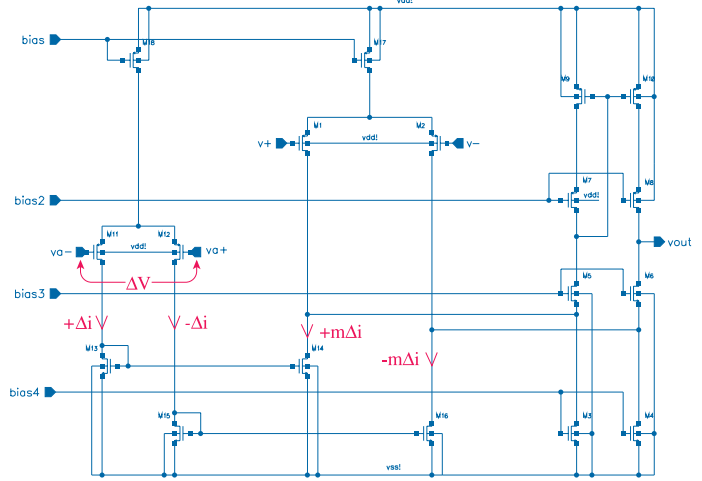 vdd!
bias
M18
M17
M9
M10
M1
M2
v+
vdd!
v-
M7
M8
bias2
vdd!
M11
M12
va-
vdd!
va+
vout
ΔV
M5
M6
bias3
+Δi
-Δi
+mΔi
M13
M14
-mΔi
bias4
M15
M16
M3
M4
vss!